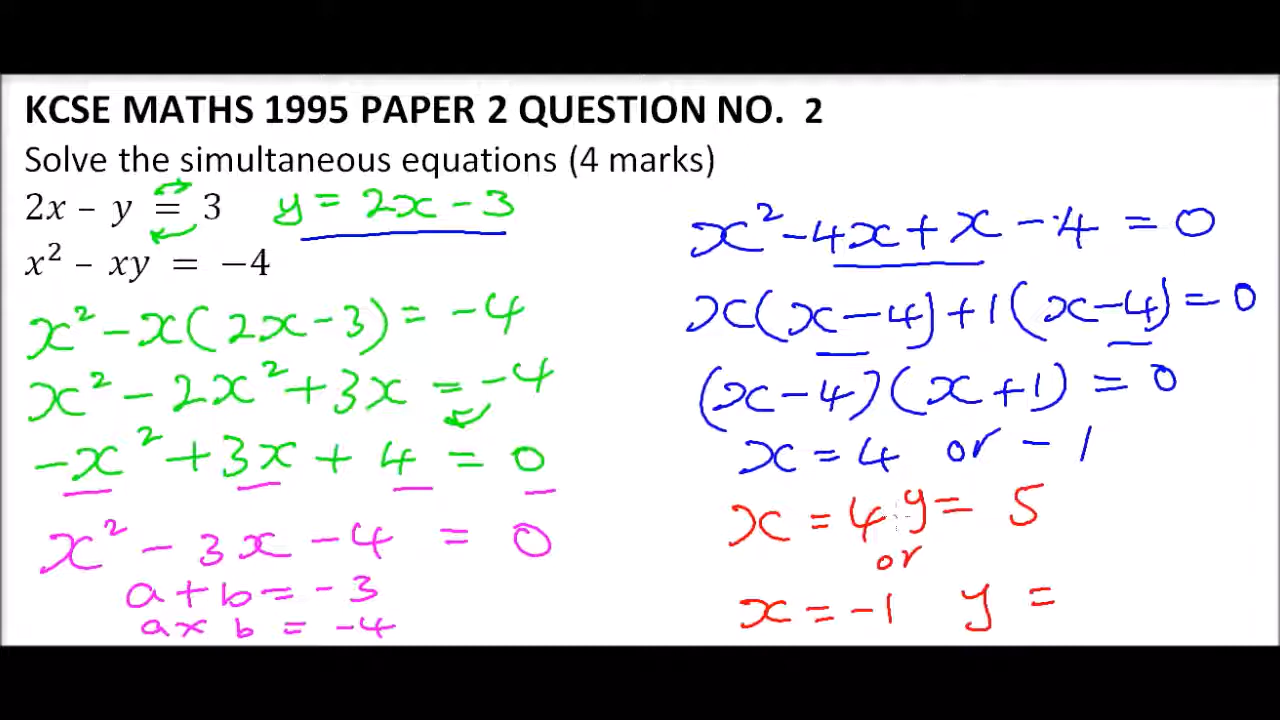 KCSE MATHS 1995 PAPER 2 QUESTION NO. 2
Solve the simultaneous equations (4 marks)
2x – y = 3 y = 2x - 3
x² – xy = −4
x² - x(2x - 3) = -4
x² - 2x² + 3x = -4
-x² + 3x + 4 = 0
x² - 3x - 4 = 0
a + b = -3
a x b = -4
x² - 4x + x - 4 = 0
x(x - 4) + 1(x - 4) = 0
(x - 4)(x + 1) = 0
x = 4 or - 1
x = 4 y = 5
or
x = -1 y =